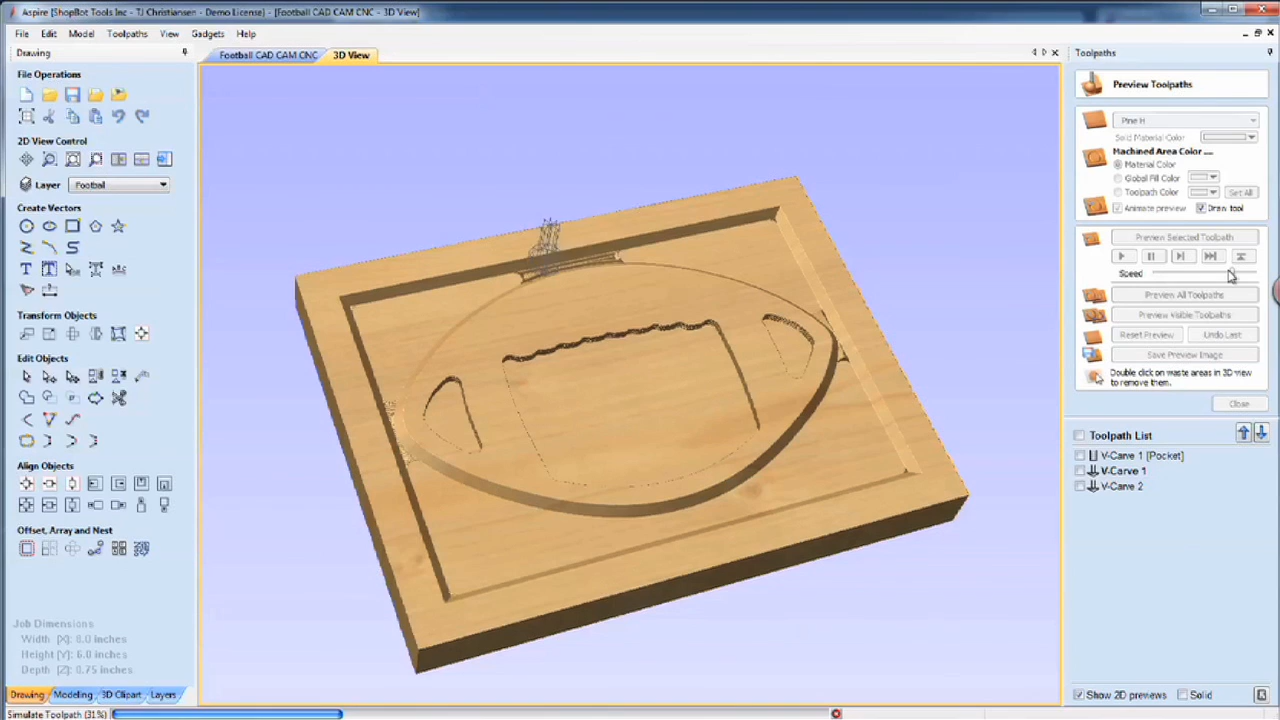 Aspire [ShopBot Tools Inc - TJ Christiansen - Demo License] - [Football CAD CAM CNC - 3D View]
File Edit Model Toolpaths View Gadgets Help
Drawing
File Operations
2D View Control
Layer Football
Create Vectors
Transform Objects
Edit Objects
Align Objects
Offset, Array and Nest
Job Dimensions
Width [X]: 8.0 inches
Height [Y]: 6.0 inches
Depth [Z]: 0.75 inches
Drawing Modeling 3D Clipart Layers
Simulate Toolpath (31%)
Football CAD CAM CNC 3D View
Toolpaths
Preview Toolpaths
Pine H
Solid Material Color
Machined Area Color ...
Material Color
Global Fill Color
Toolpath Color Set All
Animate preview Draw tool
Preview Selected Toolpath
Speed
Preview All Toolpaths
Preview Visible Toolpaths
Reset Preview Undo Last
Save Preview Image
Double click on waste areas in 3D view
to remove them.
Close
Toolpath List
V-Carve 1 [Pocket]
V-Carve 1
V-Carve 2
Show 2D previews Solid